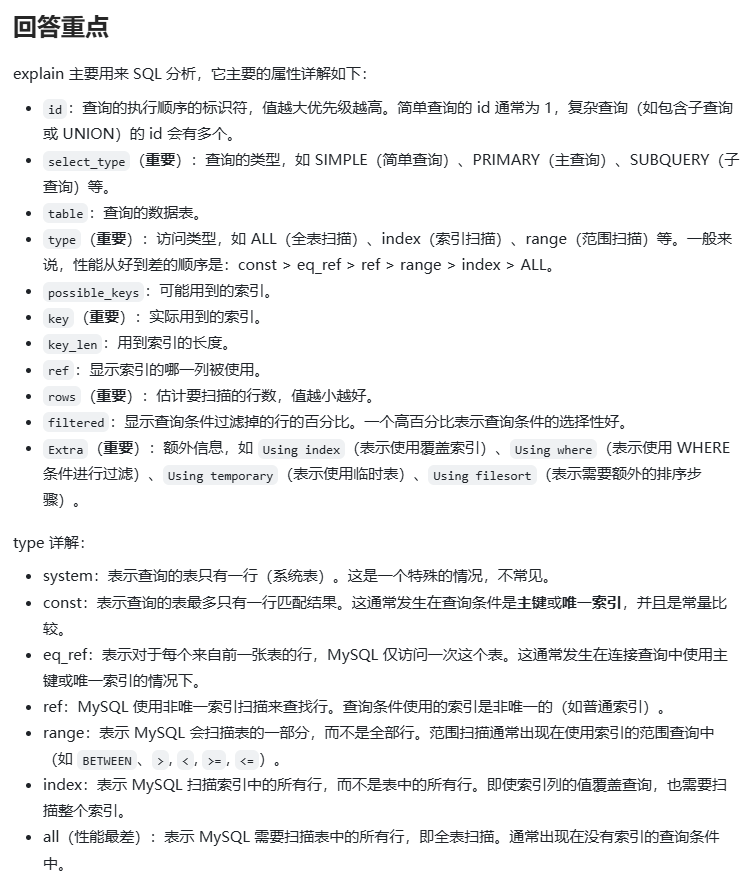 回答重点
explain 主要用来 SQL 分析，它主要的属性详解如下：
• id：查询的执行顺序的标识符，值越大优先级越高。简单查询的 id 通常为 1，复杂查询（如包含子查询
或 UNION）的 id 会有多个。
• select_type（重要）：查询的类型，如 SIMPLE（简单查询）、PRIMARY（主查询）、SUBQUERY（子
查询）等。
• table：查询的数据表。
• type（重要）：访问类型，如 ALL（全表扫描）、index（索引扫描）、range（范围扫描）等。一般来
说，性能从好到差的顺序是：const > eq_ref > ref > range > index > ALL。
• possible_keys：可能用到的索引。
• key（重要）：实际用到的索引。
• key_len：用到索引的长度。
• ref：显示索引的哪一列被使用。
• rows（重要）：估计要扫描的行数，值越小越好。
• filtered：显示查询条件过滤掉的行的百分比。一个高百分比表示查询条件的选择性好。
• Extra（重要）：额外信息，如 Using index（表示使用覆盖索引）、Using where（表示使用 WHERE
条件进行过滤）、Using temporary（表示使用临时表）、Using filesort（表示需要额外的排序步
骤）。
type 详解：
• system：表示查询的表只有一行（系统表）。这是一个特殊的情况，不常见。
• const：表示查询的表最多只有一行匹配结果。这通常发生在查询条件是主键或唯一索引，并且是常量比
较。
• eq_ref：表示对于每个来自前一张表的行，MySQL 仅访问一次这个表。这通常发生在连接查询中使用主
键或唯一索引的情况下。
• ref：MySQL 使用非唯一索引扫描来查找行。查询条件使用的索引是非唯一的（如普通索引）。
• range：表示 MySQL 会扫描表的一部分，而不是全部行。范围扫描通常出现在使用索引的范围查询中
（如 BETWEEN、>, <, >=, <=）。
• index：表示 MySQL 扫描索引中的所有行，而不是表中的所有行。即使索引列的值覆盖查询，也需要扫
描整个索引。
• all（性能最差）：表示 MySQL 需要扫描表中的所有行，即全表扫描。通常出现在没有索引的查询条件
中。